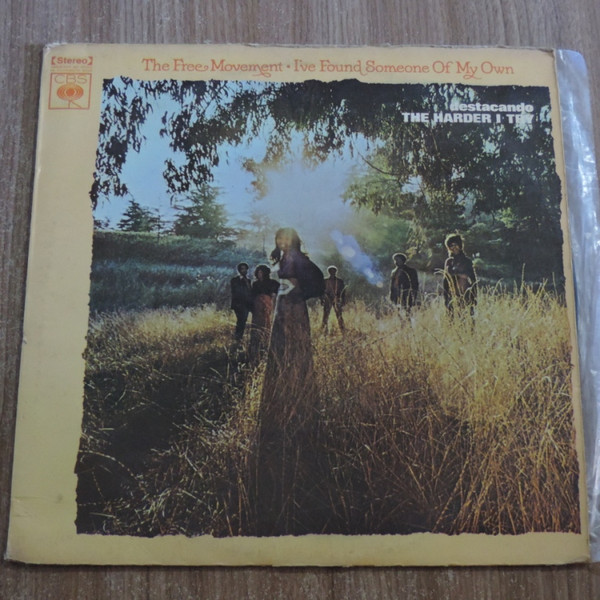 [Stereo]
CBS
The Free Movement • I've Found Someone Of My Own
destacando
THE HARDER I TRY